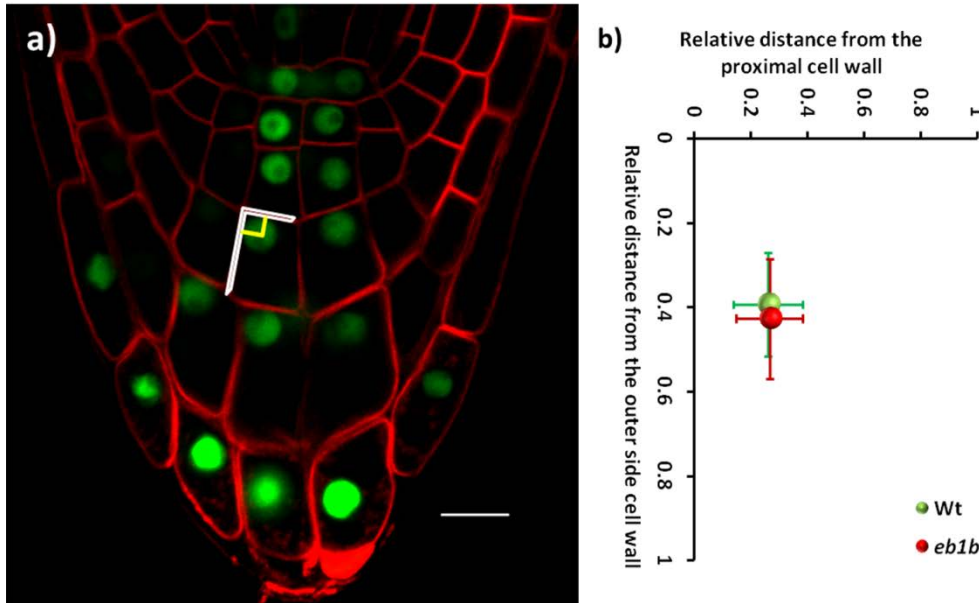 a)
b)
Relative distance from the
proximal cell wall
0
0.2
0.4
0.6
0.8
1
Relative distance from the outer side cell wall
0
0.2
0.4
0.6
0.8
1
Wt
eb1b